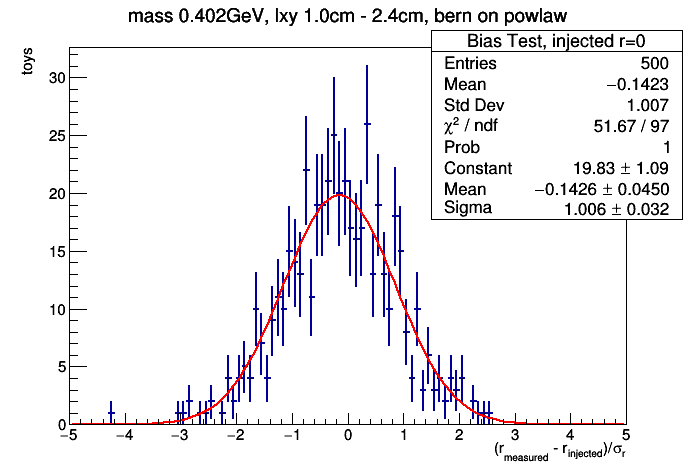 mass 0.402GeV, lxy 1.0cm - 2.4cm, bern on powlaw
toys
Bias Test, injected r=0
Entries 500
Mean −0.1423
Std Dev 1.007
χ² / ndf 51.67 / 97
Prob 1
Constant 19.83 ± 1.09
Mean −0.1426 ± 0.0450
Sigma 1.006 ± 0.032
30
25
20
15
10
5
0
−5 −4 −3 −2 −1 0 1 2 3 4 5
(r_measured - r_injected)/σ_r